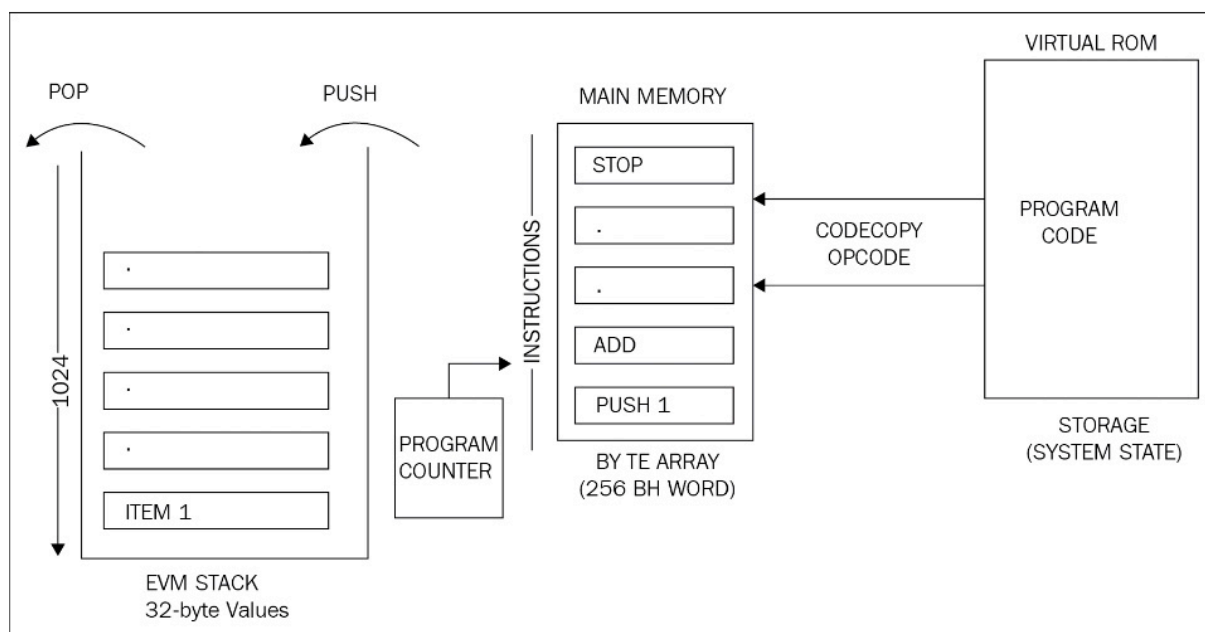 POP
PUSH
1024
.
.
.
.
ITEM 1
EVM STACK
32-byte Values
PROGRAM
COUNTER
INSTRUCTIONS
MAIN MEMORY
STOP
.
.
ADD
PUSH 1
BY TE ARRAY
(256 BH WORD)
CODECOPY
OPCODE
VIRTUAL ROM
PROGRAM
CODE
STORAGE
(SYSTEM STATE)